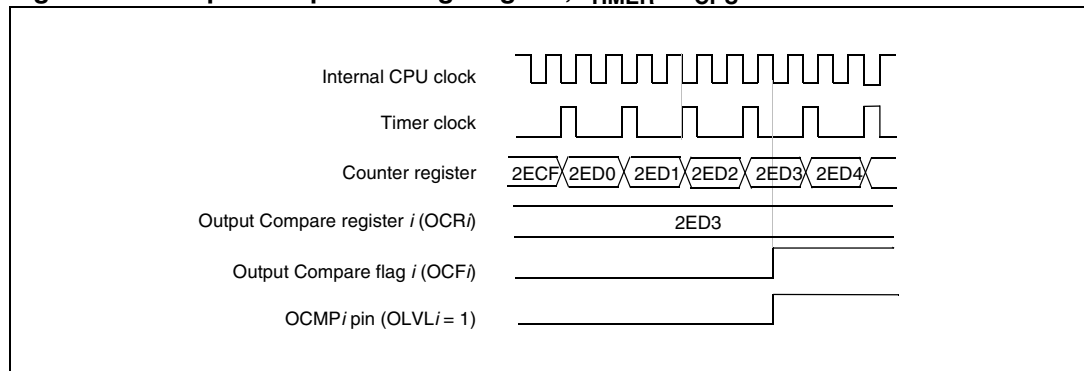 Internal CPU clock
Timer clock
Counter register
2ECF 2ED0 2ED1 2ED2 2ED3 2ED4
Output Compare register i (OCRi)
2ED3
Output Compare flag i (OCFi)
OCMPi pin (OLVLi = 1)